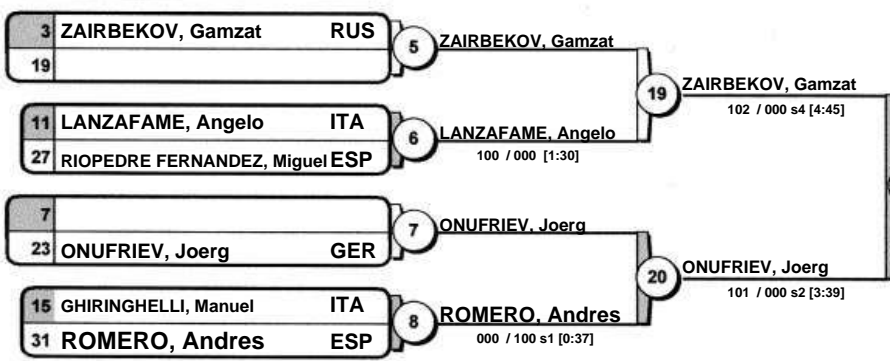 3 ZAIRBEKOV, Gamzat RUS
19
5 ZAIRBEKOV, Gamzat
19 ZAIRBEKOV, Gamzat
102 / 000 s4 [4:45]
11 LANZAFAME, Angelo ITA
27 RIOPEDRE FERNANDEZ, Miguel ESP
6 LANZAFAME, Angelo
100 / 000 [1:30]
7
23 ONUFRIEV, Joerg GER
7 ONUFRIEV, Joerg
20 ONUFRIEV, Joerg
101 / 000 s2 [3:39]
15 GHIRINGHELLI, Manuel ITA
31 ROMERO, Andres ESP
8 ROMERO, Andres
000 / 100 s1 [0:37]